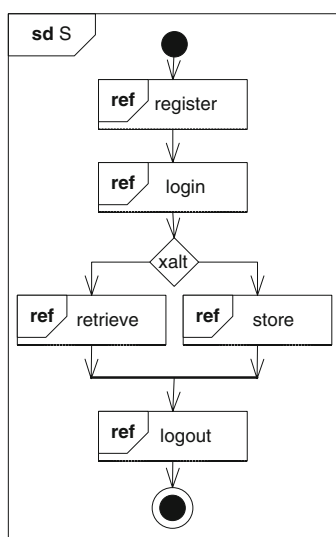 sd S
ref register
ref login
xalt
ref retrieve
ref store
ref logout